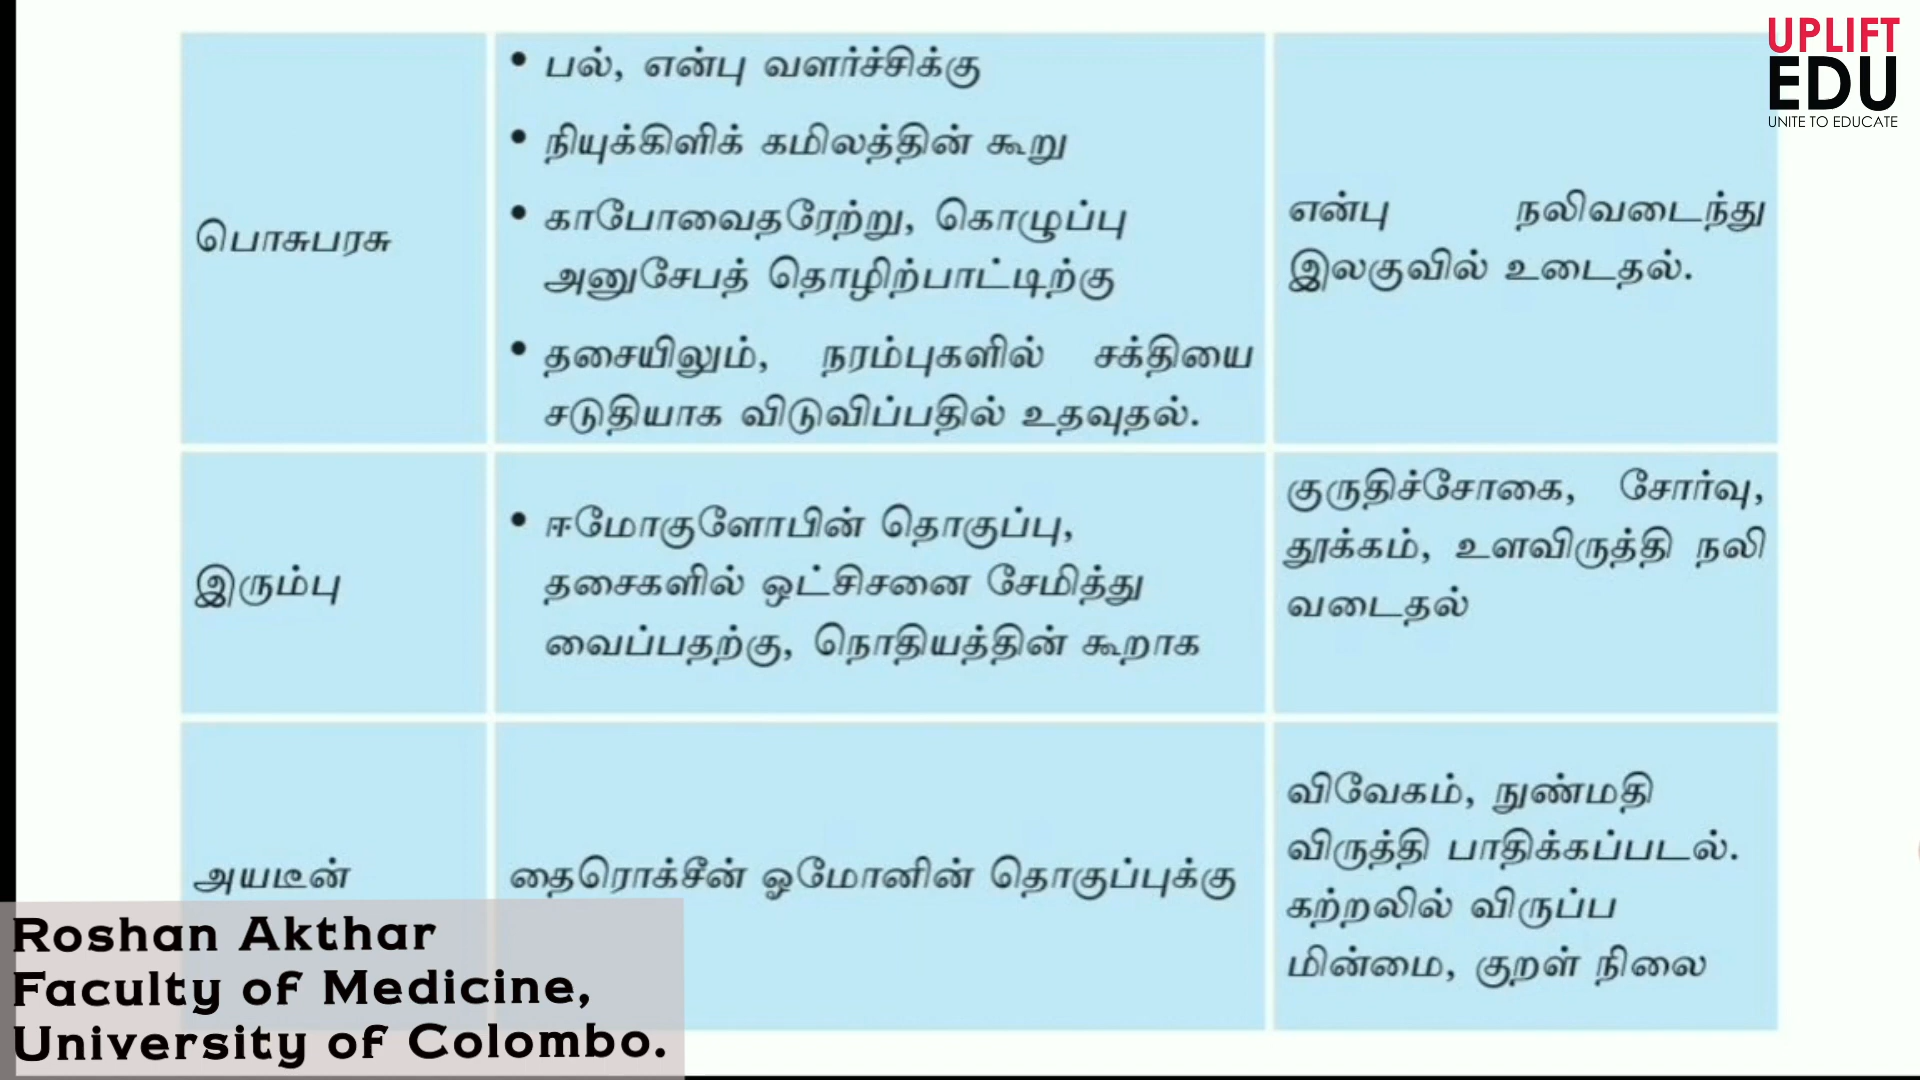 UPLIFT
EDU
UNITE TO EDUCATE
பொசுபரசு
• பல், என்பு வளர்ச்சிக்கு
• நியுக்கிளிக் கமிலத்தின் கூறு
• காபோவைதரேற்று, கொழுப்பு
அனுசேபத் தொழிற்பாட்டிற்கு
• தசையிலும், நரம்புகளில் சக்தியை
சடுதியாக விடுவிப்பதில் உதவுதல்.
என்பு நலிவடைந்து
இலகுவில் உடைதல்.
இரும்பு
• ஈமோகுளோபின் தொகுப்பு,
தசைகளில் ஒட்சிசனை சேமித்து
வைப்பதற்கு, நொதியத்தின் கூறாக
குருதிச்சோகை, சோர்வு,
தூக்கம், உளவிருத்தி நலி
வடைதல்
அயடீன்
தைரொக்சீன் ஓமோனின் தொகுப்புக்கு
விவேகம், நுண்மதி
விருத்தி பாதிக்கப்படல்.
கற்றலில் விருப்ப
மின்மை, குறள் நிலை
Roshan Akthar
Faculty of Medicine,
University of Colombo.